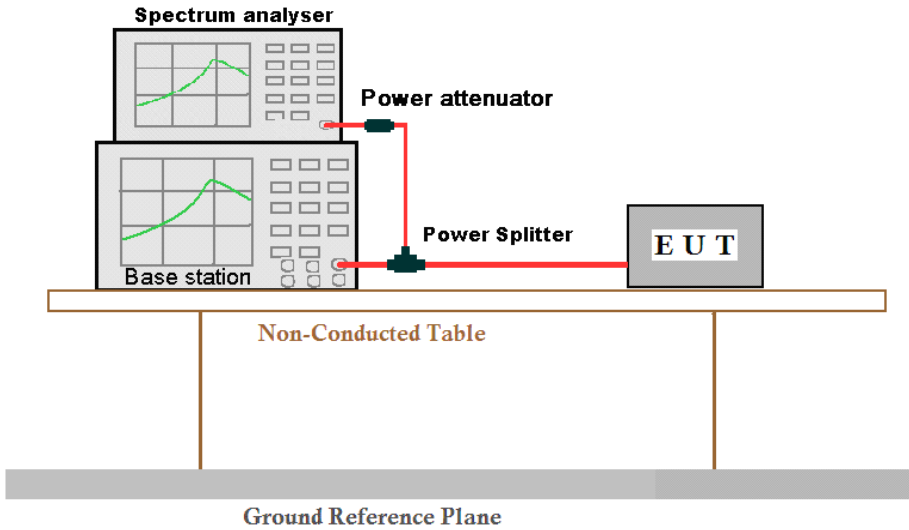 Spectrum analyser
Power attenuator
Power Splitter
E U T
Base station
Non-Conducted Table
Ground Reference Plane